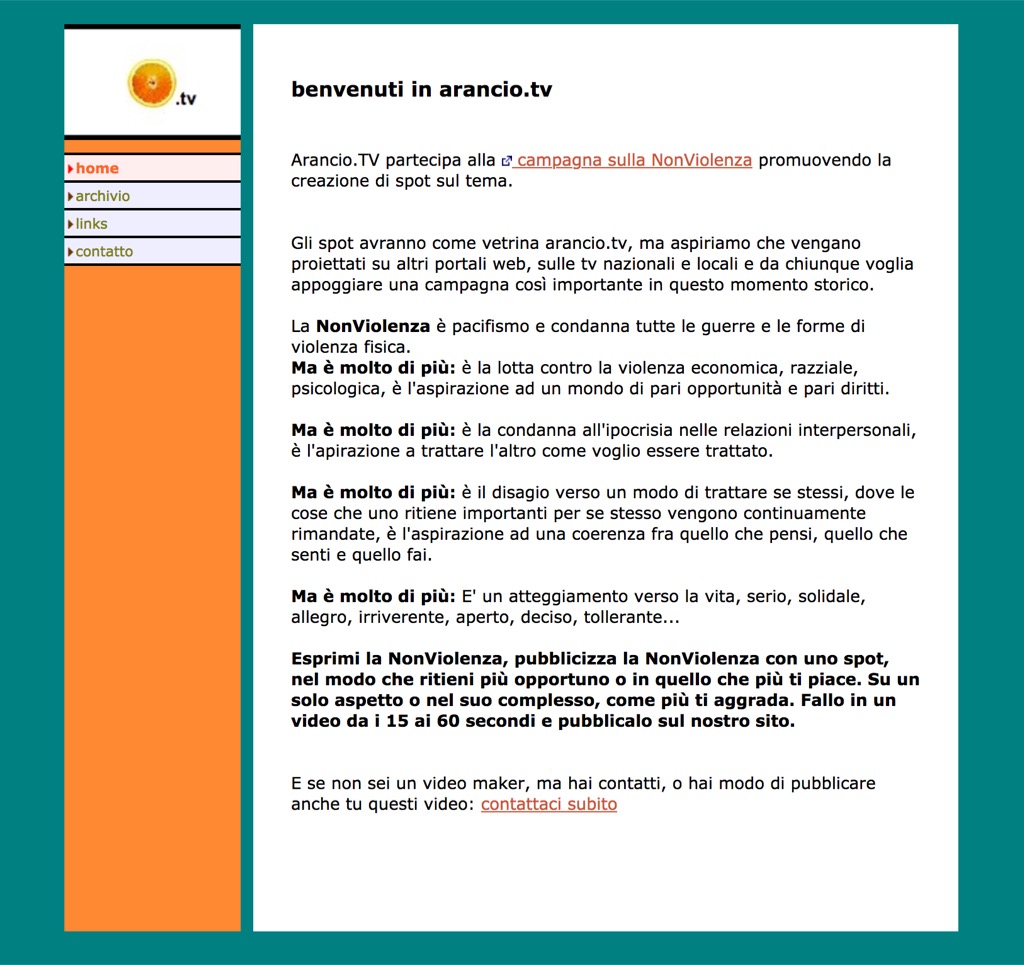 .tv
home
archivio
links
contatto
benvenuti in arancio.tv
Arancio.TV partecipa alla campagna sulla NonViolenza promuovendo la
creazione di spot sul tema.
Gli spot avranno come vetrina arancio.tv, ma aspiriamo che vengano
proiettati su altri portali web, sulle tv nazionali e locali e da chiunque voglia
appoggiare una campagna così importante in questo momento storico.
La NonViolenza è pacifismo e condanna tutte le guerre e le forme di
violenza fisica.
Ma è molto di più: è la lotta contro la violenza economica, razziale,
psicologica, è l'aspirazione ad un mondo di pari opportunità e pari diritti.
Ma è molto di più: è la condanna all'ipocrisia nelle relazioni interpersonali,
è l'apirazione a trattare l'altro come voglio essere trattato.
Ma è molto di più: è il disagio verso un modo di trattare se stessi, dove le
cose che uno ritiene importanti per se stesso vengono continuamente
rimandate, è l'aspirazione ad una coerenza fra quello che pensi, quello che
senti e quello fai.
Ma è molto di più: E' un atteggiamento verso la vita, serio, solidale,
allegro, irriverente, aperto, deciso, tollerante...
Esprimi la NonViolenza, pubblicizza la NonViolenza con uno spot,
nel modo che ritieni più opportuno o in quello che più ti piace. Su un
solo aspetto o nel suo complesso, come più ti aggrada. Fallo in un
video da i 15 ai 60 secondi e pubblicalo sul nostro sito.
E se non sei un video maker, ma hai contatti, o hai modo di pubblicare
anche tu questi video: contattaci subito